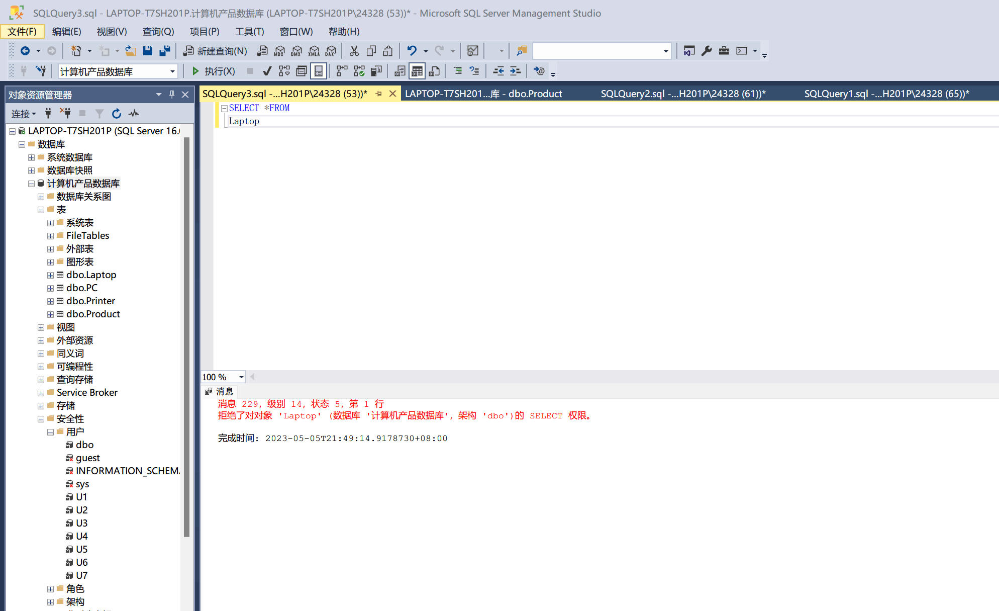 SQLQuery3.sql - LAPTOP-T7SH201P.计算机产品数据库 (LAPTOP-T7SH201P\24328 (53))* - Microsoft SQL Server Management Studio
文件(F) 编辑(E) 视图(V) 查询(Q) 项目(P) 工具(T) 窗口(W) 帮助(H)
新建查询(N) MDX DMX XMLA DAX
计算机产品数据库 执行(X)
对象资源管理器
连接
LAPTOP-T7SH201P (SQL Server 16.
数据库
系统数据库
数据库快照
计算机产品数据库
数据库关系图
表
系统表
FileTables
外部表
图形表
dbo.Laptop
dbo.PC
dbo.Printer
dbo.Product
视图
外部资源
同义词
可编程性
查询存储
Service Broker
存储
安全性
用户
dbo
guest
INFORMATION_SCHEMA
sys
U1
U2
U3
U4
U5
U6
U7
角色
架构
SQLQuery3.sql -...H201P\24328 (53))* LAPTOP-T7SH201...库 - dbo.Product SQLQuery2.sql -...H201P\24328 (61))* SQLQuery1.sql -...H201P\24328 (65))*
SELECT *FROM
Laptop
100 %
消息
消息 229，级别 14，状态 5，第 1 行
拒绝了对对象 'Laptop' (数据库 '计算机产品数据库'，架构 'dbo')的 SELECT 权限。
完成时间: 2023-05-05T21:49:14.9178730+08:00